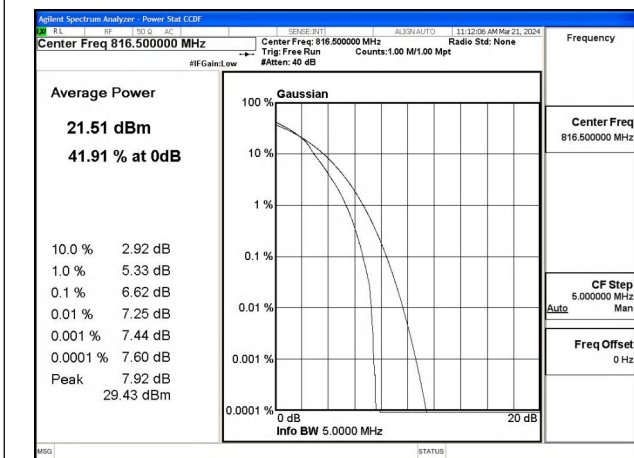 Agilent Spectrum Analyzer - Power Stat CCDF
RL RF 50 Ω AC SENSE:INT ALIGN AUTO 11:12:06 AM Mar 21, 2024
Center Freq 816.500000 MHz
Center Freq: 816.500000 MHz Radio Std: None
Trig: Free Run Counts:1.00 M/1.00 Mpt
#IFGain:Low #Atten: 40 dB
Frequency
Average Power
21.51 dBm
41.91 % at 0dB
10.0 % 2.92 dB
1.0 % 5.33 dB
0.1 % 6.62 dB
0.01 % 7.25 dB
0.001 % 7.44 dB
0.0001 % 7.60 dB
Peak 7.92 dB
29.43 dBm
Gaussian
100 %
10 %
1 %
0.1 %
0.01 %
0.001 %
0.0001 %
0 dB 20 dB
Info BW 5.0000 MHz
Center Freq
816.500000 MHz
CF Step
5.000000 MHz
Auto Man
Freq Offset
0 Hz
MSG STATUS